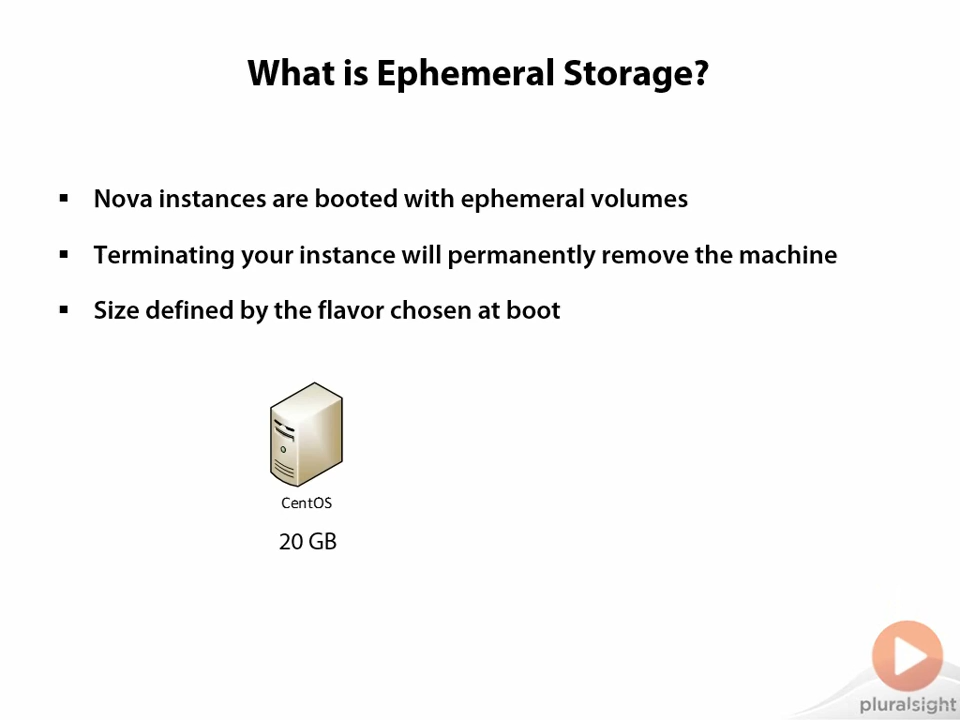 What is Ephemeral Storage?
▪ Nova instances are booted with ephemeral volumes
▪ Terminating your instance will permanently remove the machine
▪ Size defined by the flavor chosen at boot
CentOS
20 GB
pluralsight